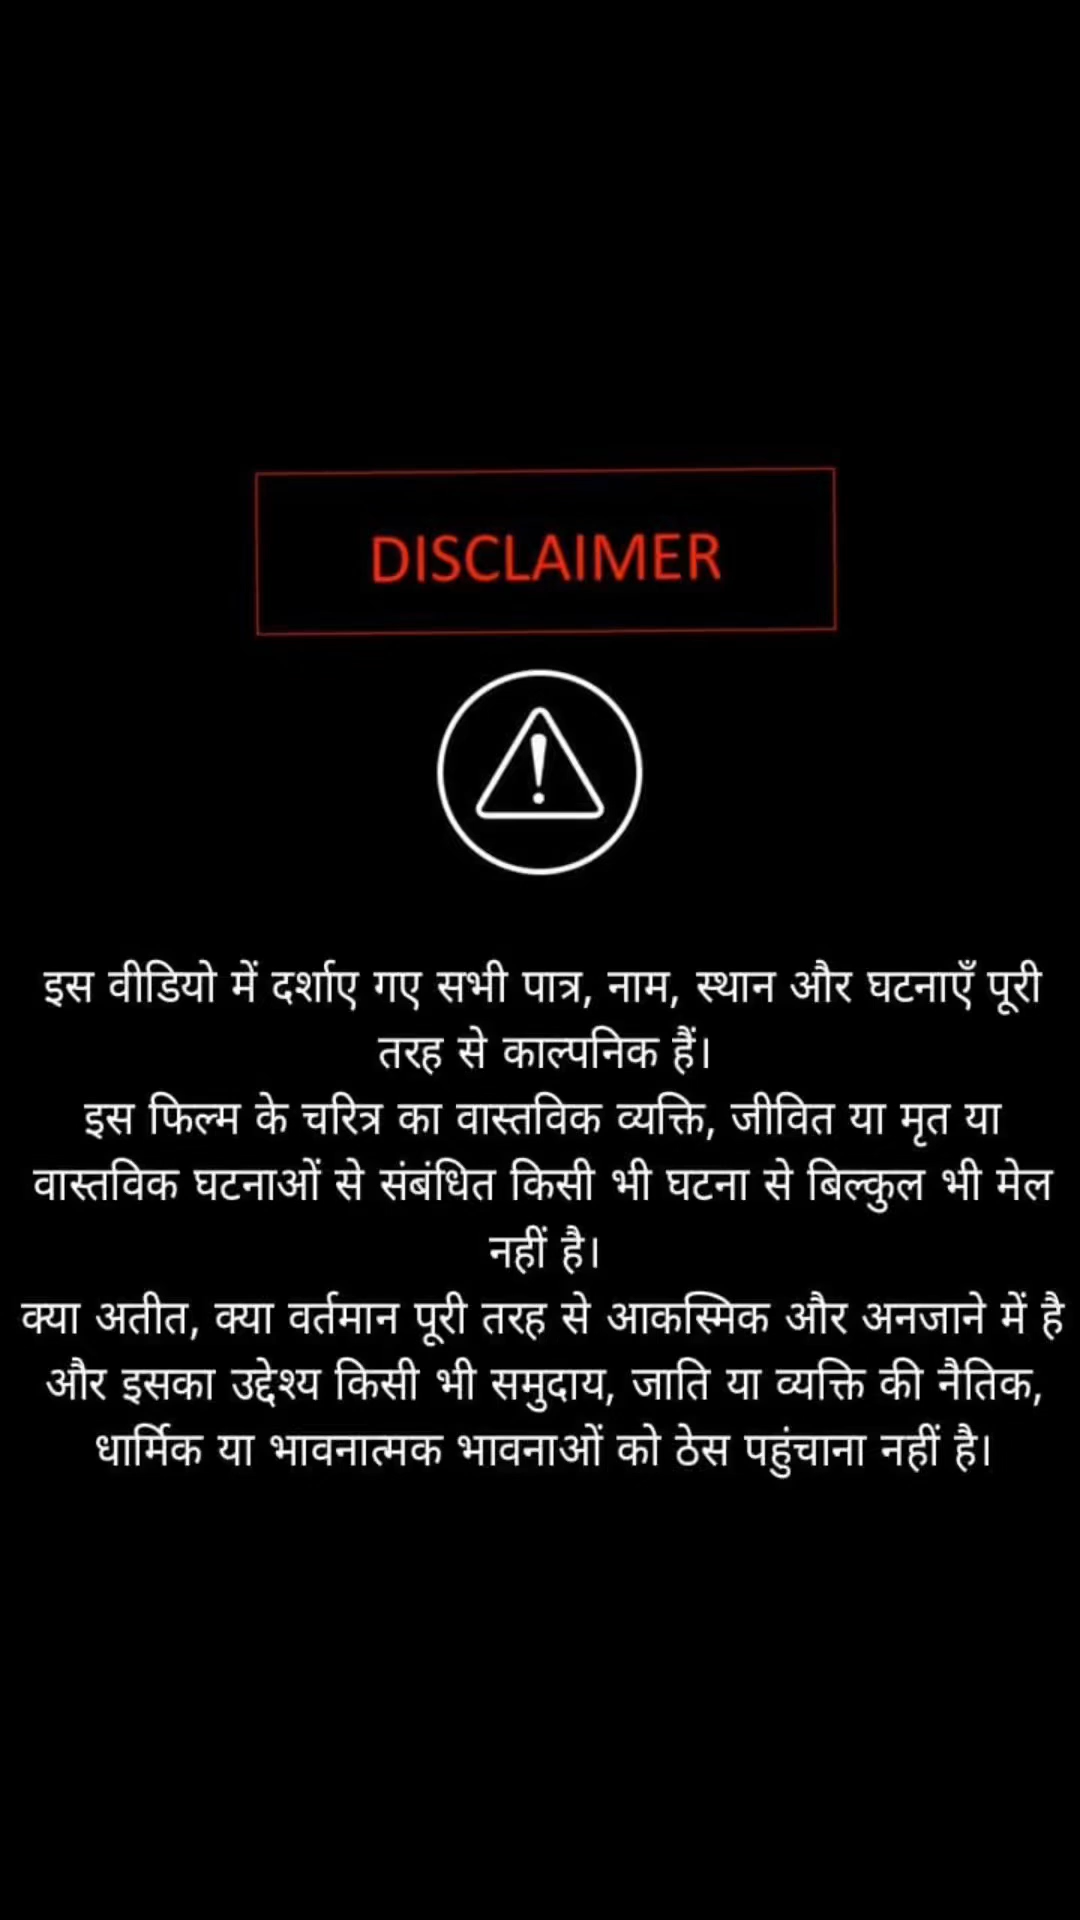 DISCLAIMER
इस वीडियो में दर्शाए गए सभी पात्र, नाम, स्थान और घटनाएँ पूरी
तरह से काल्पनिक हैं।
इस फिल्म के चरित्र का वास्तविक व्यक्ति, जीवित या मृत या
वास्तविक घटनाओं से संबंधित किसी भी घटना से बिल्कुल भी मेल
नहीं है।
क्या अतीत, क्या वर्तमान पूरी तरह से आकस्मिक और अनजाने में है
और इसका उद्देश्य किसी भी समुदाय, जाति या व्यक्ति की नैतिक,
धार्मिक या भावनात्मक भावनाओं को ठेस पहुंचाना नहीं है।